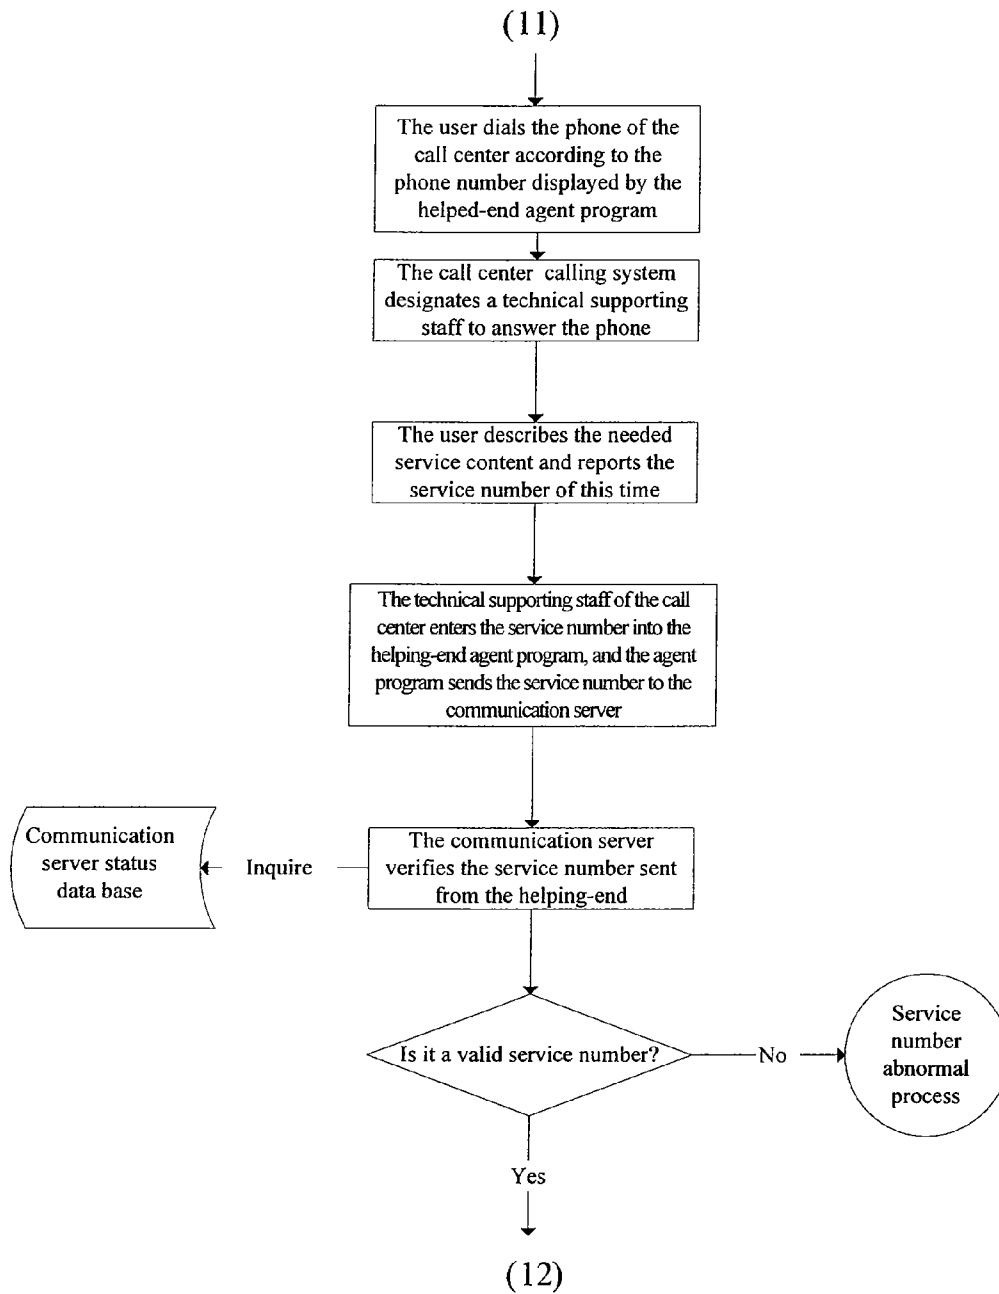 (11)
The user dials the phone of the
call center according to the
phone number displayed by the
helped-end agent program
The call center calling system
designates a technical supporting
staff to answer the phone
The user describes the needed
service content and reports the
service number of this time
The technical supporting staff of the call
center enters the service number into the
helping-end agent program, and the agent
program sends the service number to the
communication server
Communication
server status
data base
Inquire
The communication server
verifies the service number sent
from the helping-end
Is it a valid service number?
No
Service
number
abnormal
process
Yes
(12)